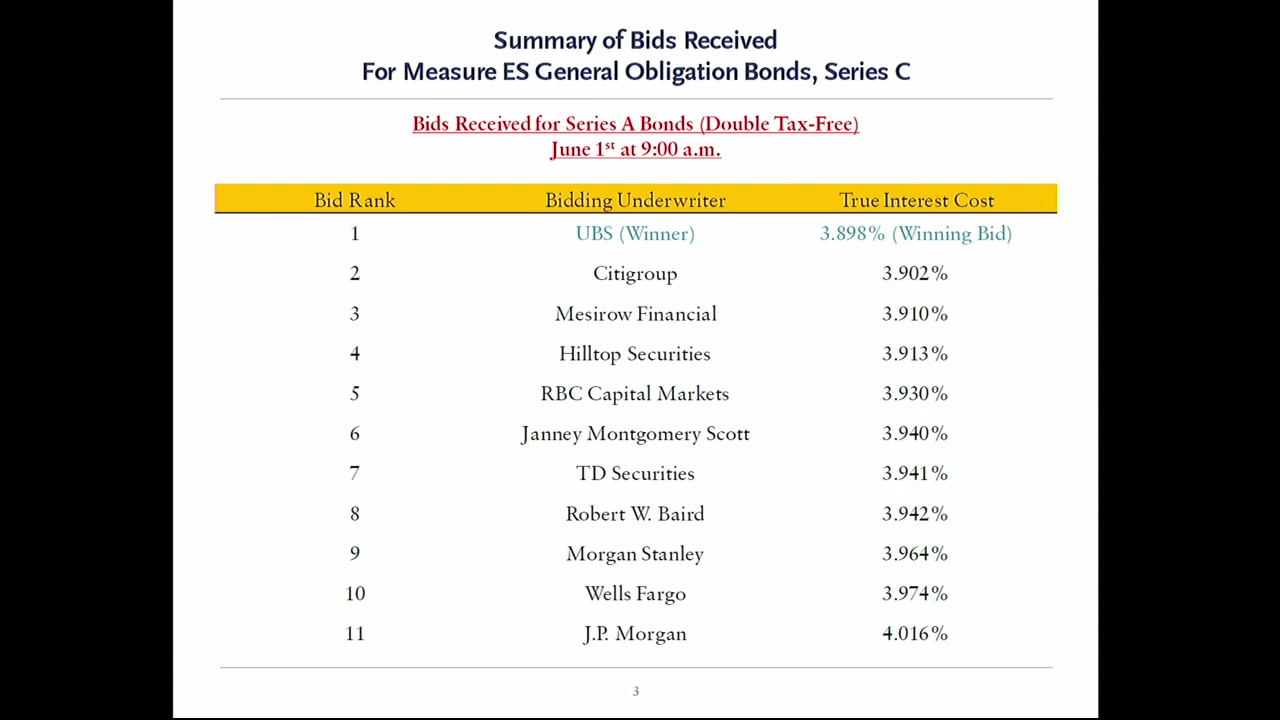 Summary of Bids Received
For Measure ES General Obligation Bonds, Series C
Bids Received for Series A Bonds (Double Tax-Free)
June 1st at 9:00 a.m.
Bid Rank Bidding Underwriter True Interest Cost
1 UBS (Winner) 3.898% (Winning Bid)
2 Citigroup 3.902%
3 Mesirow Financial 3.910%
4 Hilltop Securities 3.913%
5 RBC Capital Markets 3.930%
6 Janney Montgomery Scott 3.940%
7 TD Securities 3.941%
8 Robert W. Baird 3.942%
9 Morgan Stanley 3.964%
10 Wells Fargo 3.974%
11 J.P. Morgan 4.016%
3